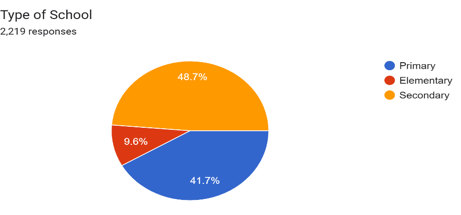 Type of School
2,219 responses
48.7%
9.6%
41.7%
Primary
Elementary
Secondary